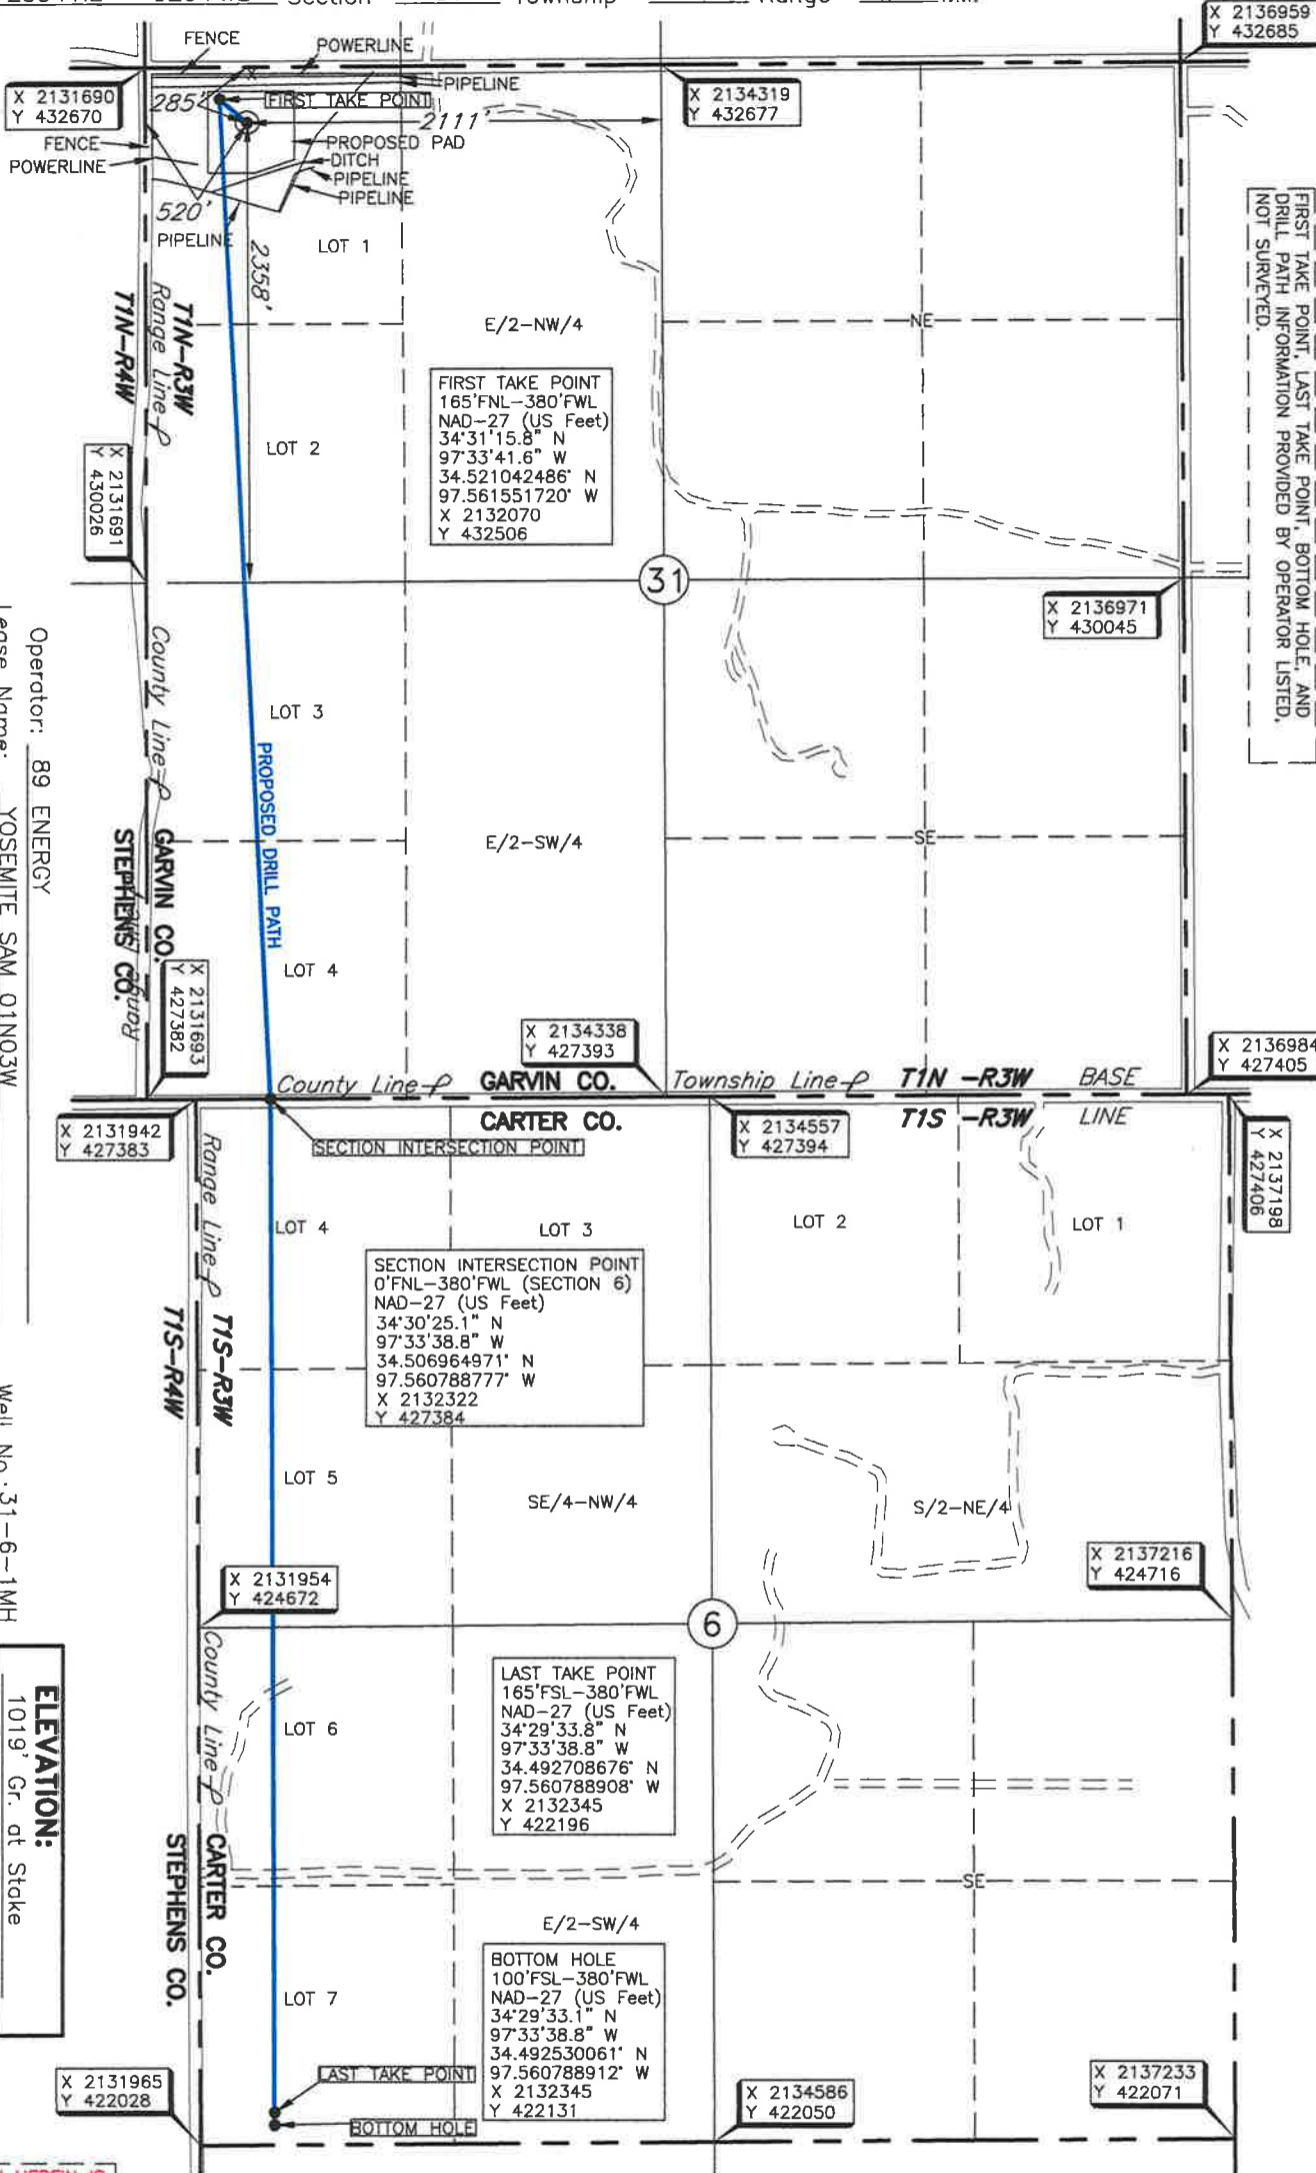 Section
Township
Range
X 2136959
Y 432685
FENCE
POWERLINE
PIPELINE
X 2131690
Y 432670
285'
FIRST TAKE POINT
2111'
X 2134319
Y 432677
FENCE
POWERLINE
PROPOSED PAD
DITCH
PIPELINE
PIPELINE
520'
PIPELINE
2358'
LOT 1
FIRST TAKE POINT, LAST TAKE POINT, BOTTOM HOLE, AND
DRILL PATH INFORMATION PROVIDED BY OPERATOR LISTED,
NOT SURVEYED.
T1N-R3W
Range Line
T1N-R4W
E/2-NW/4
NE
FIRST TAKE POINT
165'FNL-380'FWL
NAD-27 (US Feet)
34°31'15.8" N
97°33'41.6" W
34.521042486° N
97.561551720° W
X 2132070
Y 432506
LOT 2
X 2131691
Y 430026
31
X 2136971
Y 430045
County Line
LOT 3
PROPOSED DRILL PATH
GARVIN CO.
STEPHENS CO.
E/2-SW/4
SE
LOT 4
X 2131693
Y 427382
X 2134338
Y 427393
X 2136984
Y 427405
County Line
GARVIN CO.
Township Line
T1N -R3W
BASE
CARTER CO.
T1S -R3W
LINE
X 2131942
Y 427383
SECTION INTERSECTION POINT
X 2134557
Y 427394
X 2137198
Y 427406
Range Line
T1S-R3W
T1S-R4W
LOT 4
LOT 3
LOT 2
LOT 1
SECTION INTERSECTION POINT
0'FNL-380'FWL (SECTION 6)
NAD-27 (US Feet)
34°30'25.1" N
97°33'38.8" W
34.506964971° N
97.560788777° W
X 2132322
Y 427384
LOT 5
SE/4-NW/4
S/2-NE/4
X 2131954
Y 424672
X 2137216
Y 424716
6
County Line
LOT 6
LAST TAKE POINT
165'FSL-380'FWL
NAD-27 (US Feet)
34°29'33.8" N
97°33'38.8" W
34.492708676° N
97.560788908° W
X 2132345
Y 422196
CARTER CO.
STEPHENS CO.
SE
E/2-SW/4
LOT 7
BOTTOM HOLE
100'FSL-380'FWL
NAD-27 (US Feet)
34°29'33.1" N
97°33'38.8" W
34.492530061° N
97.560788912° W
X 2132345
Y 422131
LAST TAKE POINT
BOTTOM HOLE
X 2131965
Y 422028
X 2134586
Y 422050
X 2137233
Y 422071
Operator: 89 ENERGY
Lease Name: YOSEMITE SAM 01N03W
Well No.: 31-6-1MH
ELEVATION:
1019' Gr. at Stake